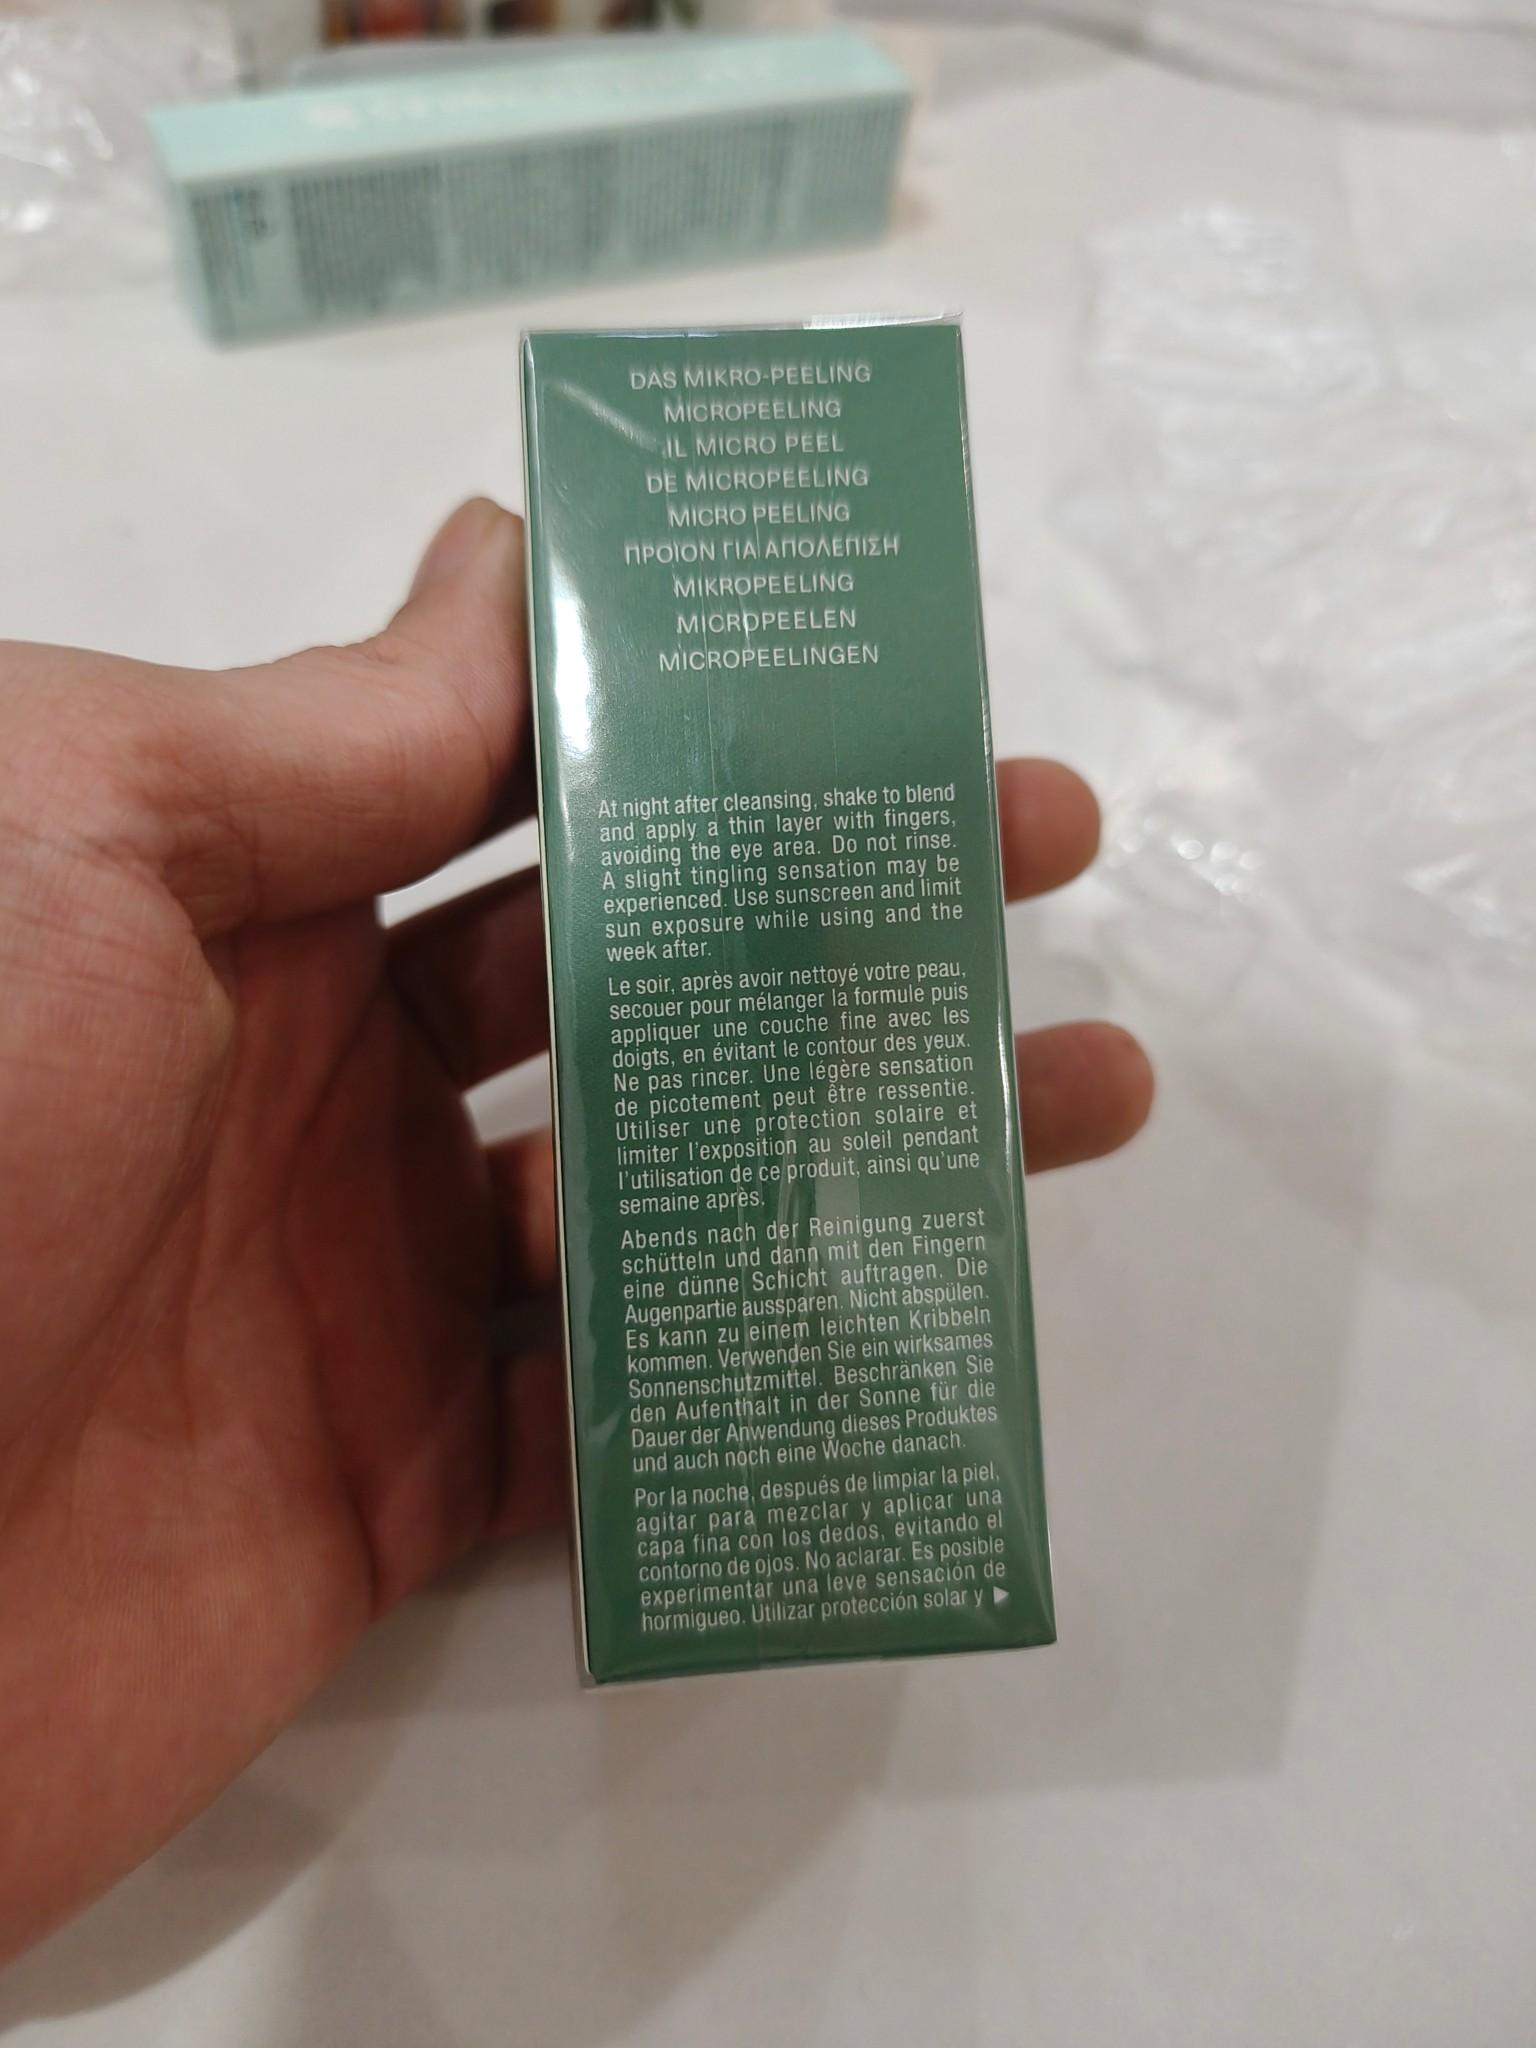 DAS MIKRO-PEELING
MICROPEELING
IL MICRO PEEL
DE MICROPEELING
MICRO PEELING
ΠΡΟΙΟΝ ΓΙΑ ΑΠΟΛΕΠΙΣΗ
MIKROPEELING
MICROPEELEN
MICROPEELINGEN
At night after cleansing, shake to blend
and apply a thin layer with fingers,
avoiding the eye area. Do not rinse.
A slight tingling sensation may be
experienced. Use sunscreen and limit
sun exposure while using and the
week after.
Le soir, après avoir nettoyé votre peau,
secouer pour mélanger la formule puis
appliquer une couche fine avec les
doigts, en évitant le contour des yeux.
Ne pas rincer. Une légère sensation
de picotement peut être ressentie.
Utiliser une protection solaire et
limiter l'exposition au soleil pendant
l'utilisation de ce produit, ainsi qu'une
semaine après.
Abends nach der Reinigung zuerst
schütteln und dann mit den Fingern
eine dünne Schicht auftragen. Die
Augenpartie aussparen. Nicht abspülen.
Es kann zu einem leichten Kribbeln
kommen. Verwenden Sie ein wirksames
Sonnenschutzmittel. Beschränken Sie
den Aufenthalt in der Sonne für die
Dauer der Anwendung dieses Produktes
und auch noch eine Woche danach.
Por la noche, después de limpiar la piel,
agitar para mezclar y aplicar una
capa fina con los dedos, evitando el
contorno de ojos. No aclarar. Es posible
experimentar una leve sensación de
hormigueo. Utilizar protección solar y